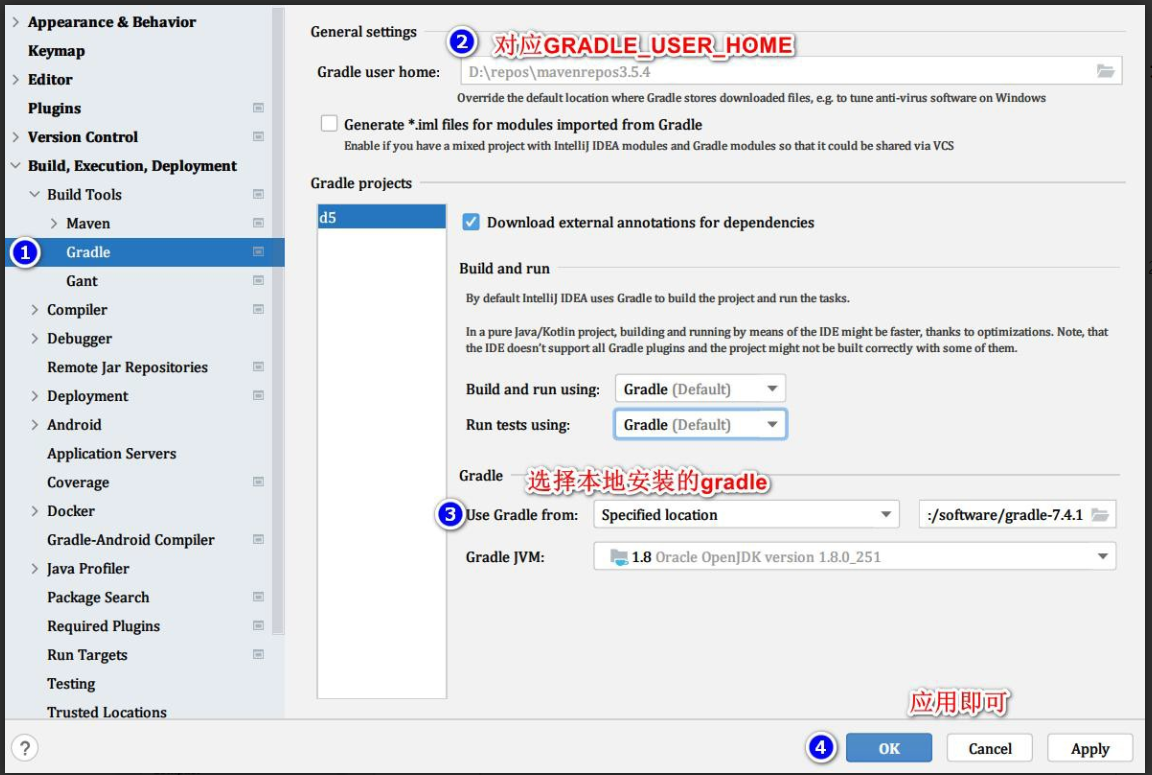 Appearance & Behavior
Keymap
Editor
Plugins
Version Control
Build, Execution, Deployment
Build Tools
Maven
1
Gradle
Gant
Compiler
Debugger
Remote Jar Repositories
Deployment
Android
Application Servers
Coverage
Docker
Gradle-Android Compiler
Java Profiler
Package Search
Required Plugins
Run Targets
Testing
Trusted Locations
General settings
2 对应GRADLE_USER_HOME
Gradle user home: D:\repos\mavenrepos3.5.4
Override the default location where Gradle stores downloaded files, e.g. to tune anti-virus software on Windows
Generate *.iml files for modules imported from Gradle
Enable if you have a mixed project with IntelliJ IDEA modules and Gradle modules so that it could be shared via VCS
Gradle projects
d5
Download external annotations for dependencies
Build and run
By default IntelliJ IDEA uses Gradle to build the project and run the tasks.
In a pure Java/Kotlin project, building and running by means of the IDE might be faster, thanks to optimizations. Note, that
the IDE doesn't support all Gradle plugins and the project might not be built correctly with some of them.
Build and run using: Gradle (Default)
Run tests using: Gradle (Default)
Gradle 选择本地安装的gradle
3 Use Gradle from: Specified location :/software/gradle-7.4.1
Gradle JVM: 1.8 Oracle OpenJDK version 1.8.0_251
应用即可
? 4 OK Cancel Apply